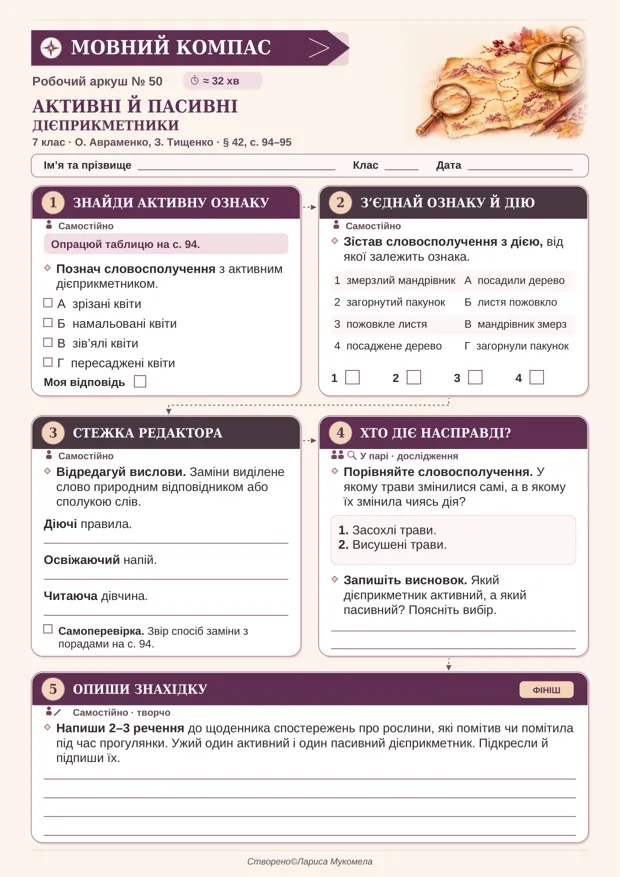 МОВНИЙ КОМПАС
Робочий аркуш № 50
≈ 32 хв
АКТИВНІ Й ПАСИВНІ
ДІЄПРИКМЕТНИКИ
7 клас · О. Авраменко, З. Тищенко · § 42, с. 94–95
Ім’я та прізвище
Клас
Дата
1 ЗНАЙДИ АКТИВНУ ОЗНАКУ
Самостійно
Опрацюй таблицю на с. 94.
Познач словосполучення з активним
дієприкметником.
А зрізані квіти
Б намальовані квіти
В зів’ялі квіти
Г пересаджені квіти
Моя відповідь
2 З’ЄДНАЙ ОЗНАКУ Й ДІЮ
Самостійно
Зістав словосполучення з дією, від
якої залежить ознака.
1 змерзлий мандрівник А посадили дерево
2 загорнутий пакунок Б листя пожовкло
3 пожовкле листя В мандрівник змерз
4 посаджене дерево Г загорнули пакунок
1 2 3 4
3 СТЕЖКА РЕДАКТОРА
Самостійно
Відредагуй вислови. Заміни виділене
слово природним відповідником або
сполукою слів.
Діючі правила.
Освіжаючий напій.
Читаюча дівчина.
Самоперевірка. Звір спосіб заміни з
порадами на с. 94.
4 ХТО ДІЄ НАСПРАВДІ?
У парі · дослідження
Порівняйте словосполучення. У
якому трави змінилися самі, а в якому
їх змінила чиясь дія?
1. Засохлі трави.
2. Висушені трави.
Запишіть висновок. Який
дієприкметник активний, а який
пасивний? Поясніть вибір.
5 ОПИШИ ЗНАХІДКУ
ФІНІШ
Самостійно · творчо
Напиши 2–3 речення до щоденника спостережень про рослини, які помітив чи помітила
під час прогулянки. Ужий один активний і один пасивний дієприкметник. Підкресли й
підпиши їх.
Створено©Лариса Мукомела